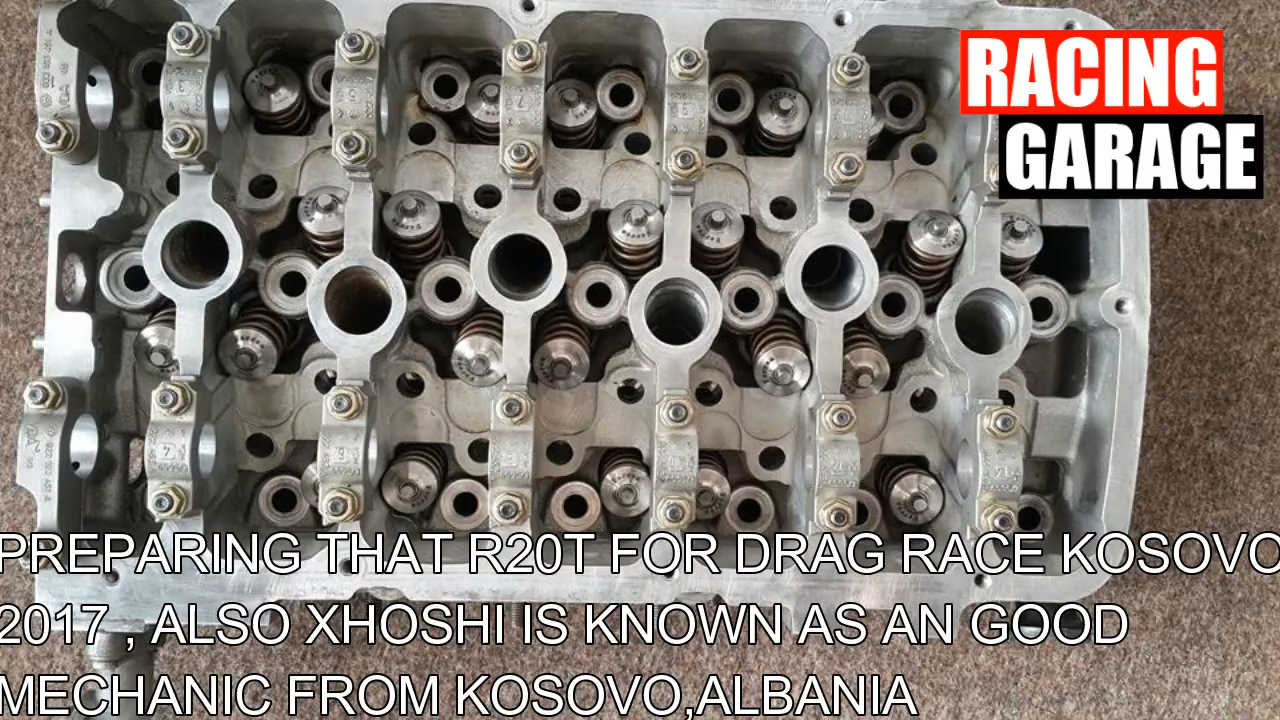 RACING
GARAGE
PREPARING THAT R20T FOR DRAG RACE KOSOVO
2017 , ALSO XHOSHI IS KNOWN AS AN GOOD
MECHANIC FROM KOSOVO,ALBANIA